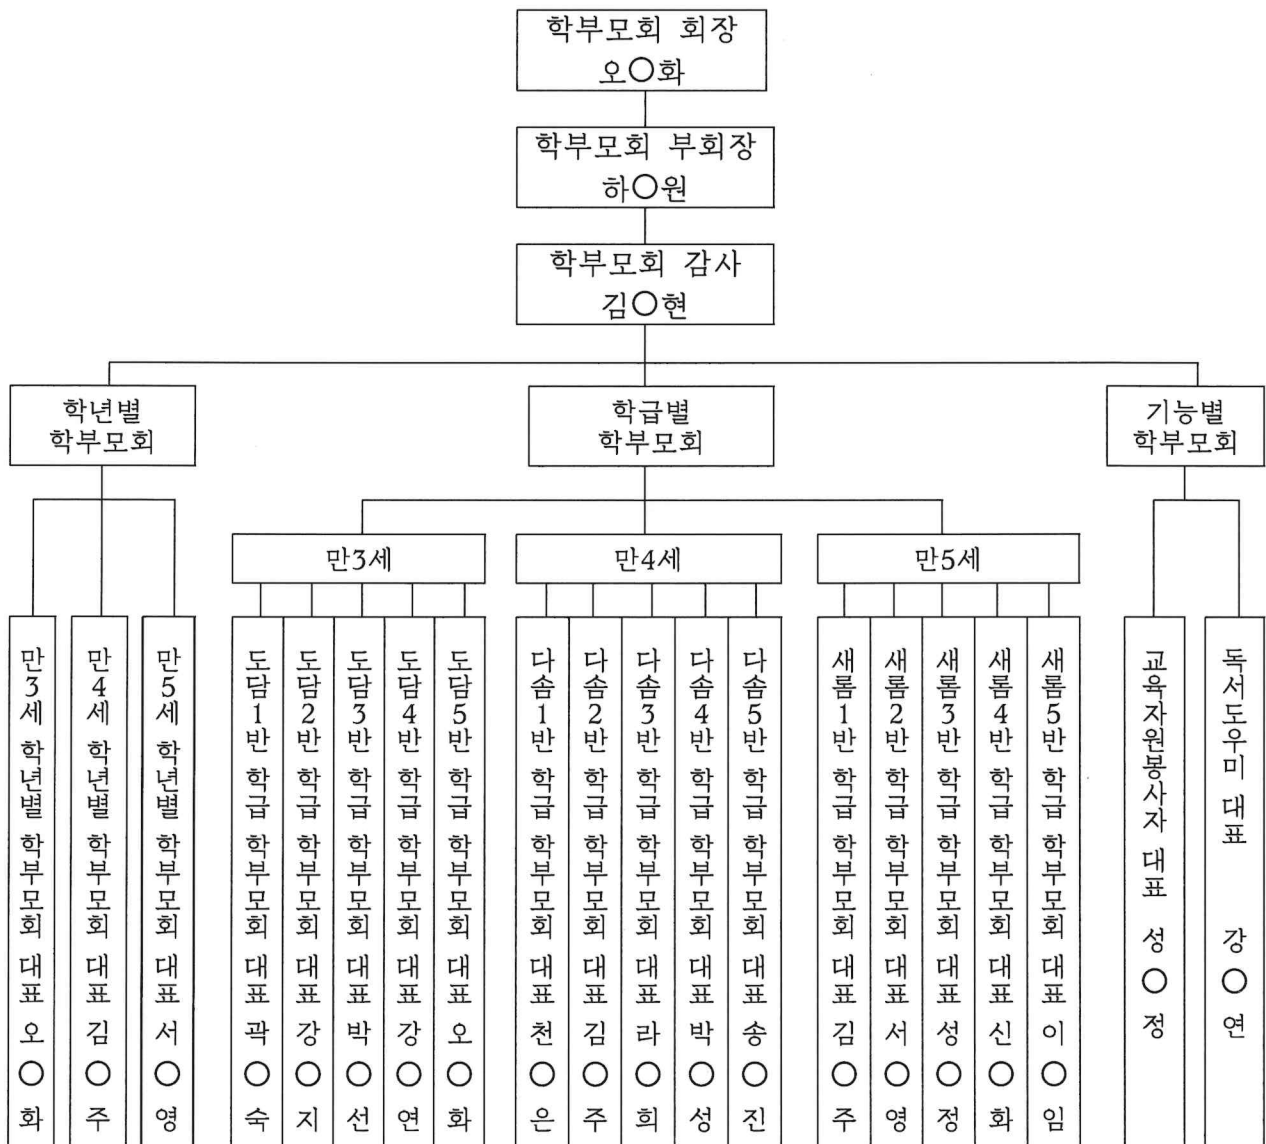 학부모회 회장
오○화
학부모회 부회장
하○원
학부모회 감사
김○현
학년별
학부모회
학급별
학부모회
기능별
학부모회
만3세
만4세
만5세
만3세 학년별 학부모회 대표 오○화
만4세 학년별 학부모회 대표 김○주
만5세 학년별 학부모회 대표 서○영
도담1반 학급 학부모회 대표 곽○숙
도담2반 학급 학부모회 대표 강○지
도담3반 학급 학부모회 대표 박○선
도담4반 학급 학부모회 대표 강○연
도담5반 학급 학부모회 대표 오○화
다솜1반 학급 학부모회 대표 천○은
다솜2반 학급 학부모회 대표 김○주
다솜3반 학급 학부모회 대표 라○희
다솜4반 학급 학부모회 대표 박○성
다솜5반 학급 학부모회 대표 송○진
새롬1반 학급 학부모회 대표 김○주
새롬2반 학급 학부모회 대표 서○영
새롬3반 학급 학부모회 대표 성○정
새롬4반 학급 학부모회 대표 신○화
새롬5반 학급 학부모회 대표 이○임
교육자원봉사자 대표 성○정
독서도우미 대표 강○연